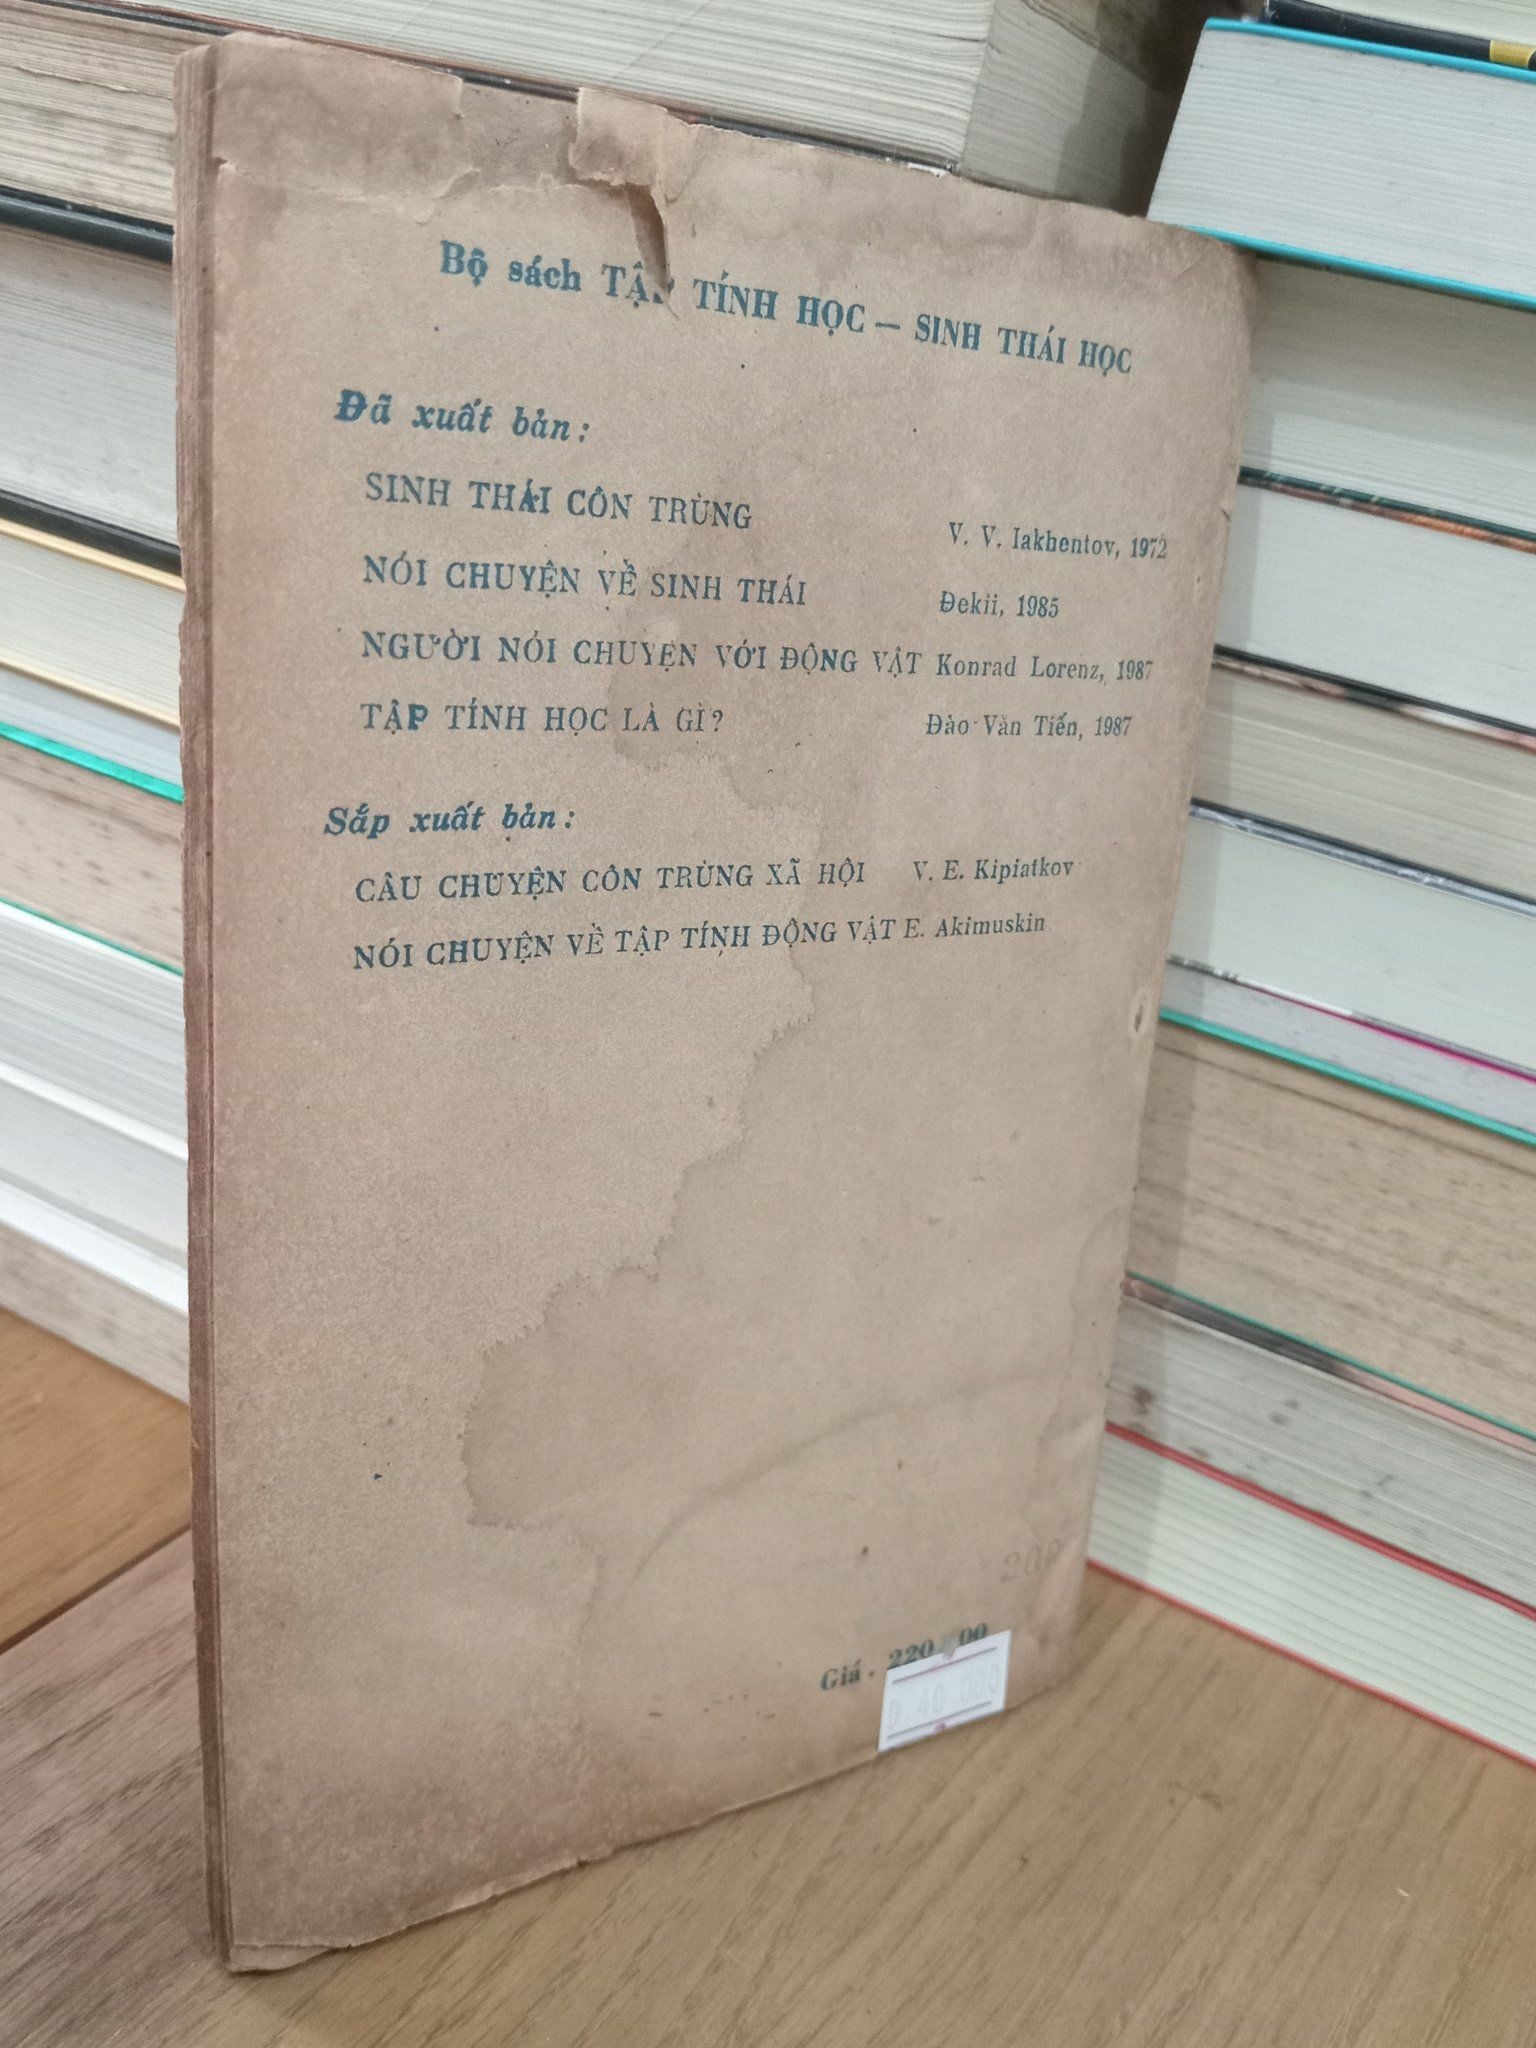 Bộ sách TẬP TÍNH HỌC — SINH THÁI HỌC
Đã xuất bản:
SINH THÁI CÔN TRÙNG V. V. Iakhentov, 1972
NÓI CHUYỆN VỀ SINH THÁI Đekii, 1985
NGƯỜI NÓI CHUYỆN VỚI ĐỘNG VẬT Konrad Lorenz, 1987
TẬP TÍNH HỌC LÀ GÌ? Đào Văn Tiến, 1987
Sắp xuất bản:
CÂU CHUYỆN CÔN TRÙNG XÃ HỘI V. E. Kipiatkov
NÓI CHUYỆN VỀ TẬP TÍNH ĐỘNG VẬT E. Akimuskin
Giá. 220 00
40 000